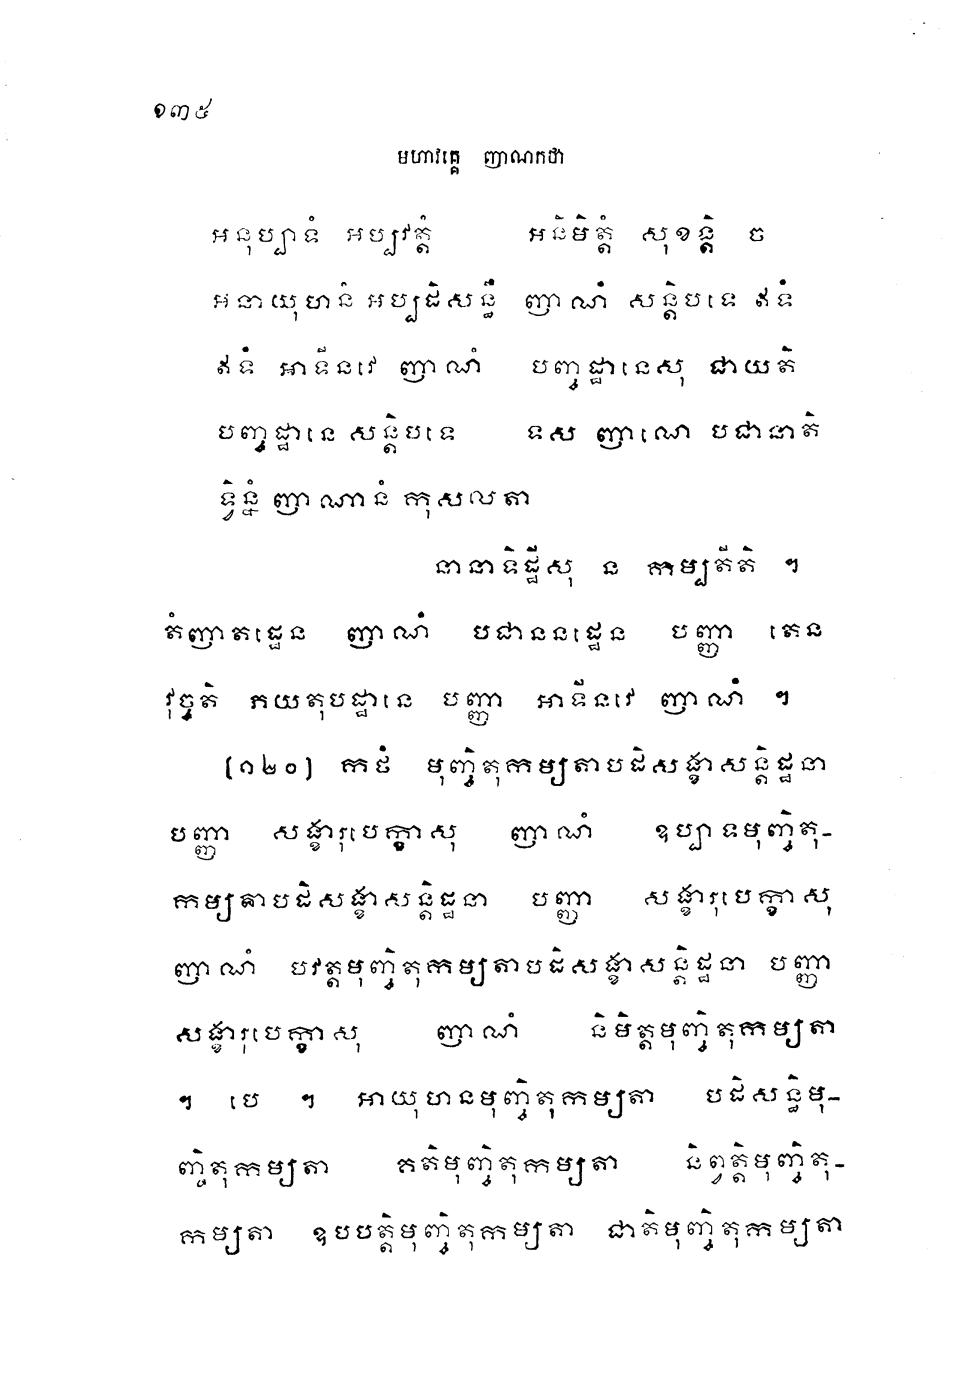 ១៣៥
មហាវគ្គេ ញាណកថា
អនុប្បាទំ អប្បវត្តំ អនិមិត្តំ សុខន្តិ ច
អនាយុហនំ អប្បដិសន្ធឹ ញាណំ សន្តិបទេ ឥទំ
ឥទំ អាទីនវេ ញាណំ បញ្ចដ្ឋានេសុ ជាយតិ
បញ្ចដ្ឋានេ សន្តិបទេ ទស ញាណេ បជានាតិ
ទ្វិន្នំ ញាណានំ កុសលតា
នានាទិដ្ឋីសុ ន កម្បតីតិ ។
តំញាតដ្ឋេន ញាណំ បជាននដ្ឋេន បញ្ញា តេន
វុច្ចតិ ភយតុបដ្ឋានេ បញ្ញា អាទីនវេ ញាណំ ។
(១២០) កថំ មុញ្ចិតុកម្យតាបដិសង្ខាសន្តិដ្ឋនា
បញ្ញា សង្ខារុបេក្ខាសុ ញាណំ ឧប្បាទមុញ្ចិតុ-
កម្យតាបដិសង្ខាសន្តិដ្ឋនា បញ្ញា សង្ខារុបេក្ខាសុ
ញាណំ បវត្តមុញ្ចិតុកម្យតាបដិសង្ខាសន្តិដ្ឋនា បញ្ញា
សង្ខារុបេក្ខាសុ ញាណំ និមិត្តមុញ្ចិតុកម្យតា
។ បេ ។ អាយុហនមុញ្ចិតុកម្យតា បដិសន្ធិមុ-
ញ្ចិតុកម្យតា គតិមុញ្ចិតុកម្យតា និព្វត្តិមុញ្ចិតុ-
កម្យតា ឧបបត្តិមុញ្ចិតុកម្យតា ជាតិមុញ្ចិតុកម្យតា